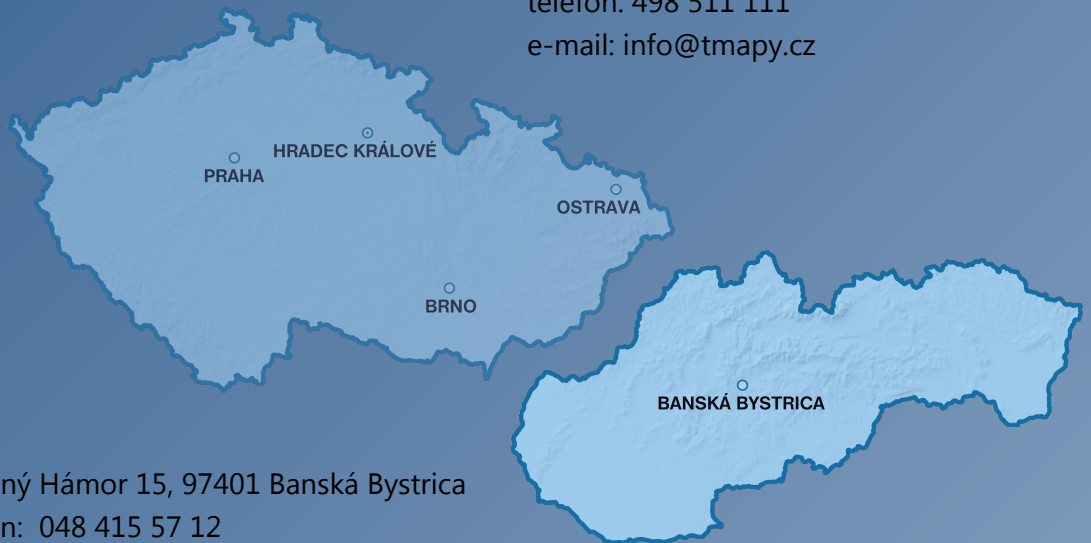 telefon: 498 511 111
e-mail: info@tmapy.cz
HRADEC KRÁLOVÉ
PRAHA
OSTRAVA
BRNO
BANSKÁ BYSTRICA
ný Hámor 15, 97401 Banská Bystrica
n: 048 415 57 12